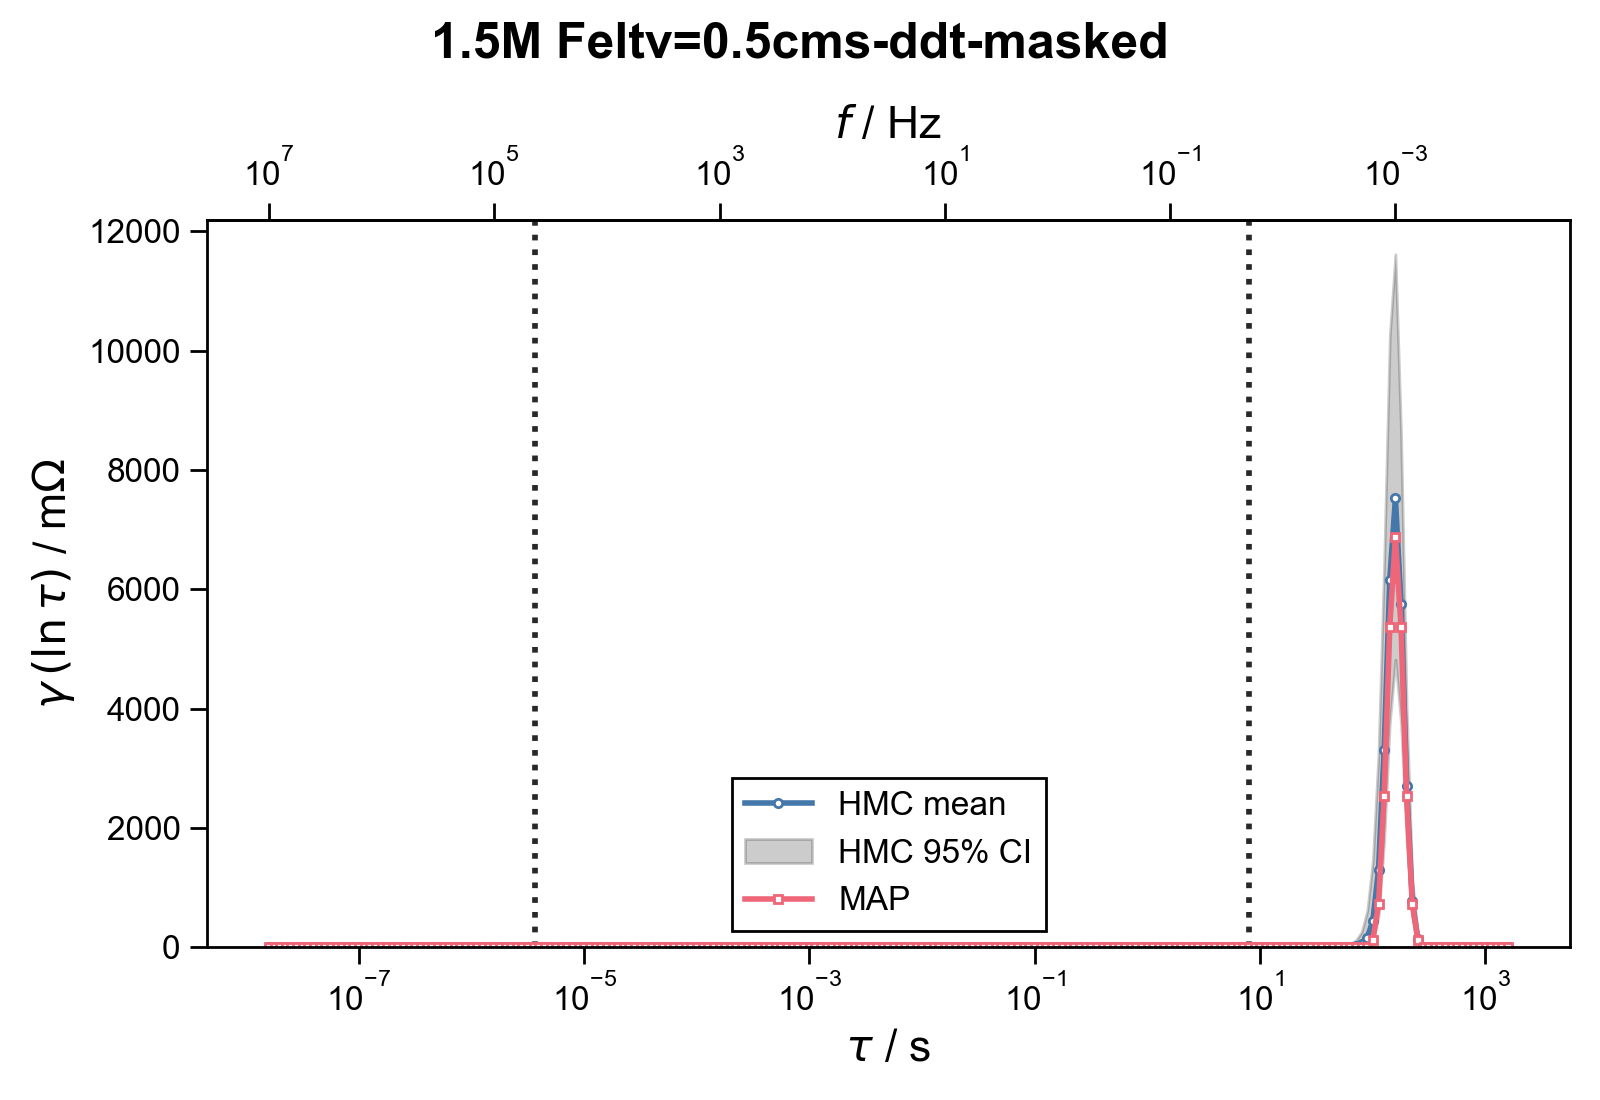 1.5M Feltv=0.5cms-ddt-masked
f / Hz
10^7 10^5 10^3 10^1 10^−1 10^−3
12000
10000
8000
6000
4000
2000
0
γ (ln τ) / mΩ
HMC mean
HMC 95% CI
MAP
10^−7 10^−5 10^−3 10^−1 10^1 10^3
τ / s